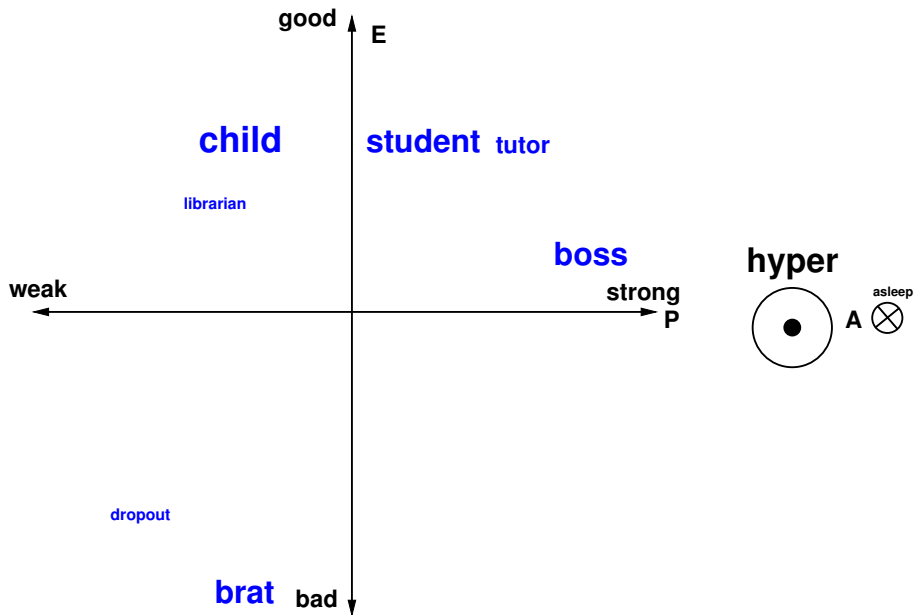 good
E
child
student
tutor
librarian
boss
hyper
weak
strong
asleep
P
A
dropout
brat
bad